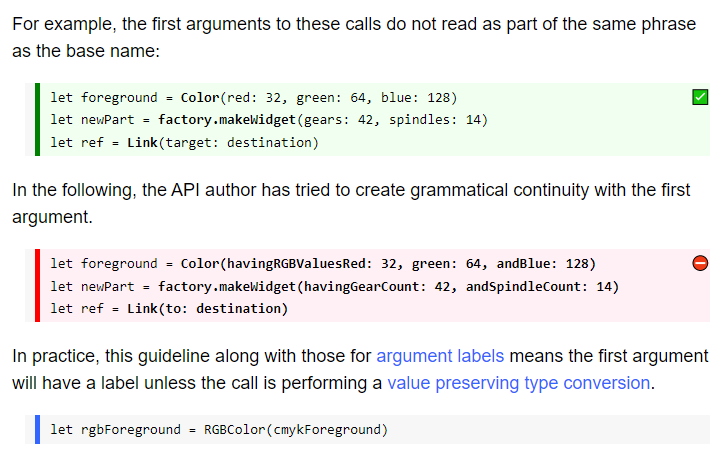 For example, the first arguments to these calls do not read as part of the same phrase
as the base name:
let foreground = Color(red: 32, green: 64, blue: 128)
let newPart = factory.makeWidget(gears: 42, spindles: 14)
let ref = Link(target: destination)
In the following, the API author has tried to create grammatical continuity with the first
argument.
let foreground = Color(havingRGBValuesRed: 32, green: 64, andBlue: 128)
let newPart = factory.makeWidget(havingGearCount: 42, andSpindleCount: 14)
let ref = Link(to: destination)
In practice, this guideline along with those for argument labels means the first argument
will have a label unless the call is performing a value preserving type conversion.
let rgbForeground = RGBColor(cmykForeground)